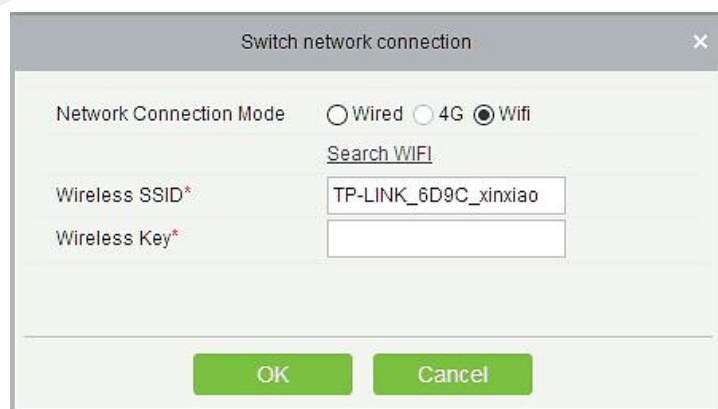 Switch network connection ×
Network Connection Mode Wired 4G Wifi
Search WIFI
Wireless SSID* TP-LINK_6D9C_xinxiao
Wireless Key*
OK Cancel